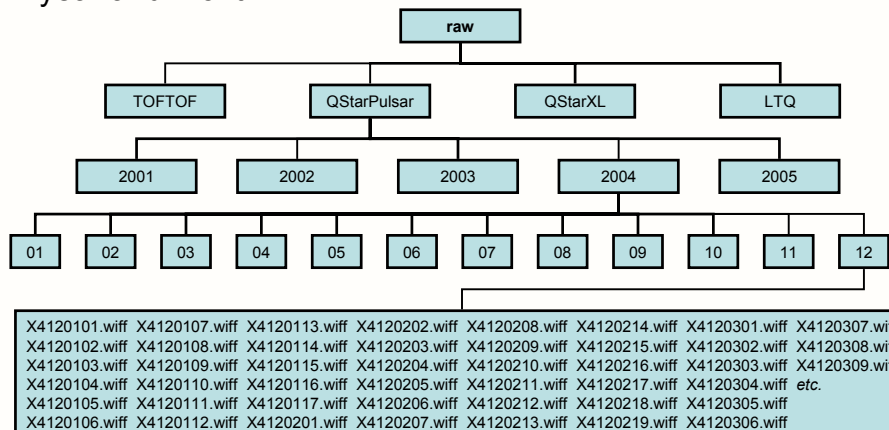 raw
TOFTOF QStarPulsar QStarXL LTQ
2001 2002 2003 2004 2005
01 02 03 04 05 06 07 08 09 10 11 12
X4120101.wiff X4120107.wiff X4120113.wiff X4120202.wiff X4120208.wiff X4120214.wiff X4120301.wiff X4120307.wiff
X4120102.wiff X4120108.wiff X4120114.wiff X4120203.wiff X4120209.wiff X4120215.wiff X4120302.wiff X4120308.wiff
X4120103.wiff X4120109.wiff X4120115.wiff X4120204.wiff X4120210.wiff X4120216.wiff X4120303.wiff X4120309.wiff
X4120104.wiff X4120110.wiff X4120116.wiff X4120205.wiff X4120211.wiff X4120217.wiff X4120304.wiff etc.
X4120105.wiff X4120111.wiff X4120117.wiff X4120206.wiff X4120212.wiff X4120218.wiff X4120305.wiff
X4120106.wiff X4120112.wiff X4120201.wiff X4120207.wiff X4120213.wiff X4120219.wiff X4120306.wiff